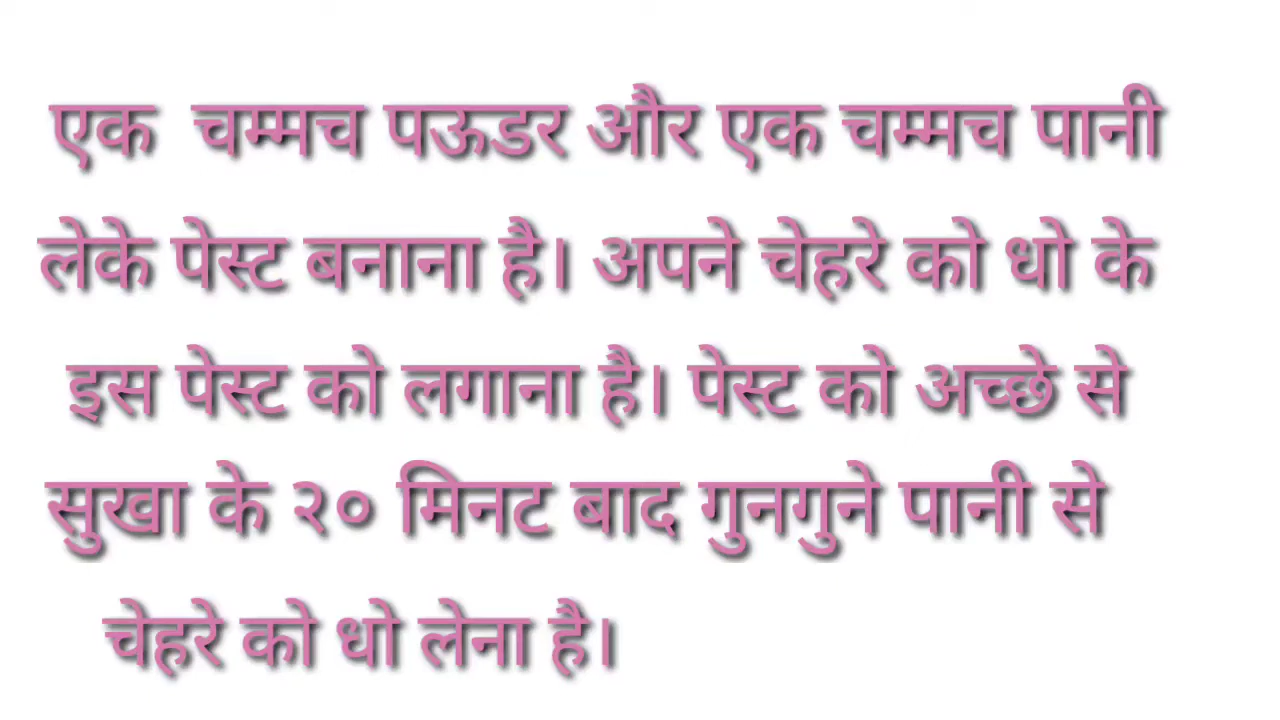 एक चम्मच पऊडर और एक चम्मच पानी
लेके पेस्ट बनाना है। अपने चेहरे को धो के
इस पेस्ट को लगाना है। पेस्ट को अच्छे से
सुखा के २० मिनट बाद गुनगुने पानी से
चेहरे को धो लेना है।